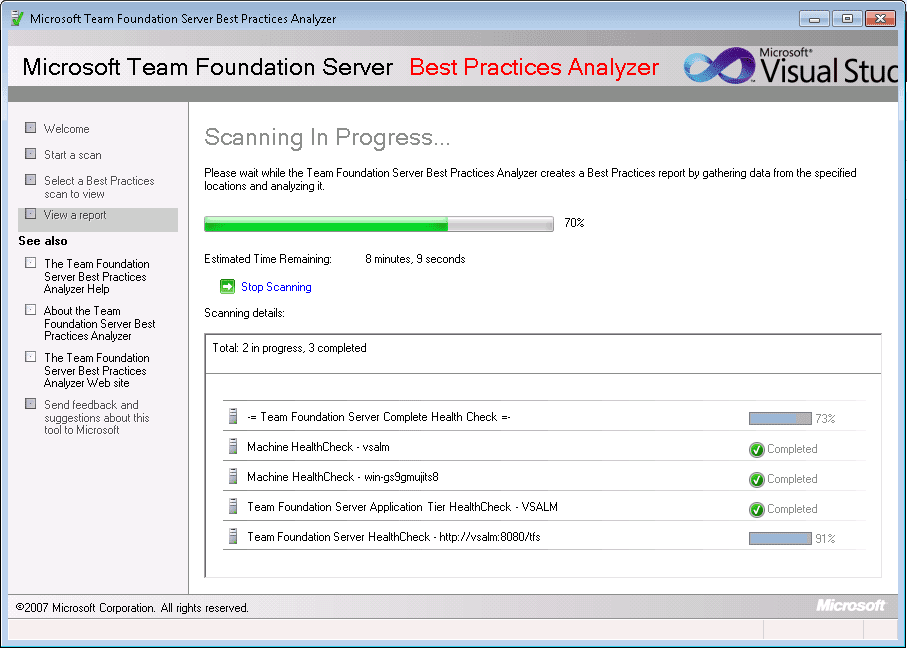 Microsoft Team Foundation Server Best Practices Analyzer
Microsoft Team Foundation Server Best Practices Analyzer
Microsoft®
Visual Stuc
Welcome
Start a scan
Select a Best Practices
scan to view
View a report
See also
The Team Foundation
Server Best Practices
Analyzer Help
About the Team
Foundation Server Best
Practices Analyzer
The Team Foundation
Server Best Practices
Analyzer Web site
Send feedback and
suggestions about this
tool to Microsoft
Scanning In Progress...
Please wait while the Team Foundation Server Best Practices Analyzer creates a Best Practices report by gathering data from the specified
locations and analyzing it.
70%
Estimated Time Remaining: 8 minutes, 9 seconds
Stop Scanning
Scanning details:
Total: 2 in progress, 3 completed
-= Team Foundation Server Complete Health Check =- 73%
Machine HealthCheck - vsalm Completed
Machine HealthCheck - win-gs9gmujits8 Completed
Team Foundation Server Application Tier HealthCheck - VSALM Completed
Team Foundation Server HealthCheck - http://vsalm:8080/tfs 91%
©2007 Microsoft Corporation. All rights reserved.
Microsoft